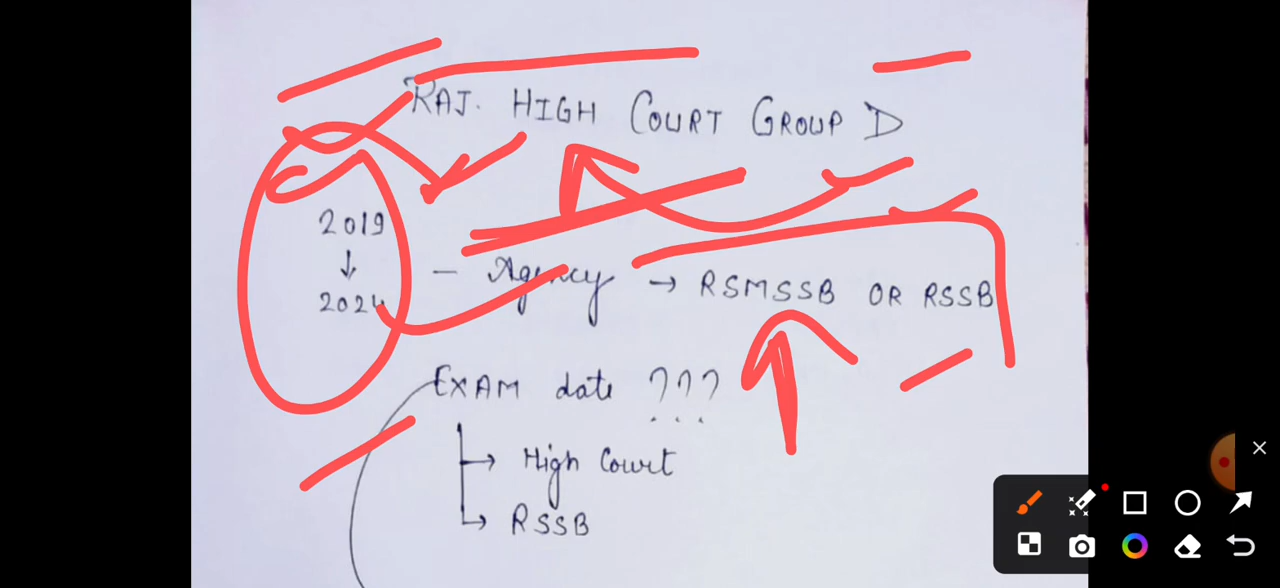 RAJ. HIGH COURT GROUP D
2019
↓
2024
- Agency → RSMSSB OR RSSB
EXAM date ???
→ High Court
→ RSSB